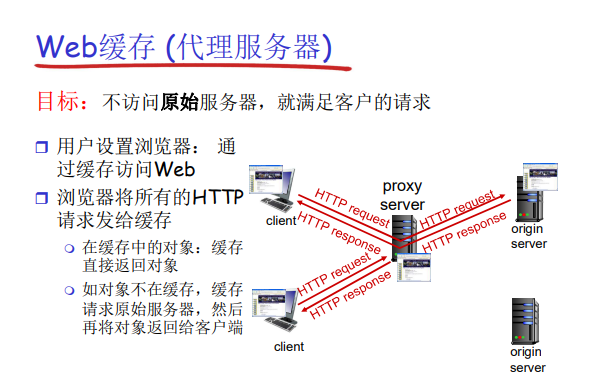 Web缓存 (代理服务器)
目标：不访问原始服务器，就满足客户的请求
用户设置浏览器： 通
过缓存访问Web
浏览器将所有的HTTP
请求发给缓存
在缓存中的对象：缓存
直接返回对象
如对象不在缓存，缓存
请求原始服务器，然后
再将对象返回给客户端
client
HTTP request
HTTP response
proxy
server
HTTP request
HTTP response
origin
server
HTTP request
HTTP response
client
origin
server